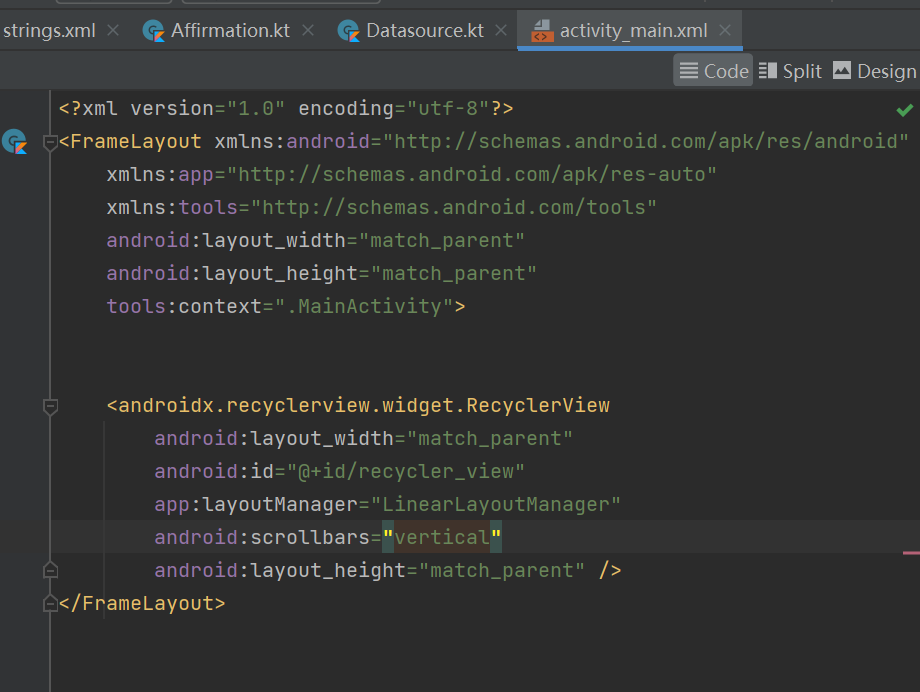 strings.xml Affirmation.kt Datasource.kt activity_main.xml
Code Split Design
<?xml version="1.0" encoding="utf-8"?>
<FrameLayout xmlns:android="http://schemas.android.com/apk/res/android"
    xmlns:app="http://schemas.android.com/apk/res-auto"
    xmlns:tools="http://schemas.android.com/tools"
    android:layout_width="match_parent"
    android:layout_height="match_parent"
    tools:context=".MainActivity">
    <androidx.recyclerview.widget.RecyclerView
        android:layout_width="match_parent"
        android:id="@+id/recycler_view"
        app:layoutManager="LinearLayoutManager"
        android:scrollbars="vertical"
        android:layout_height="match_parent" />
</FrameLayout>